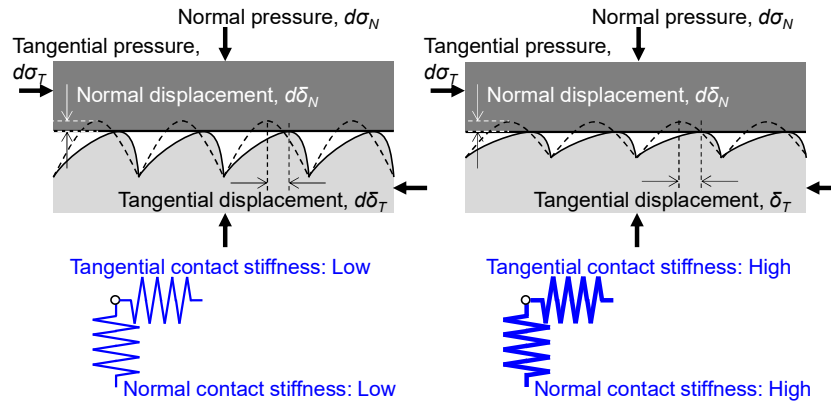 Normal pressure, dσN
Tangential pressure,
dσT
Normal displacement, dδN
Tangential displacement, dδT
Tangential contact stiffness: Low
Normal contact stiffness: Low
Normal pressure, dσN
Tangential pressure,
dσT
Normal displacement, dδN
Tangential displacement, δT
Tangential contact stiffness: High
Normal contact stiffness: High